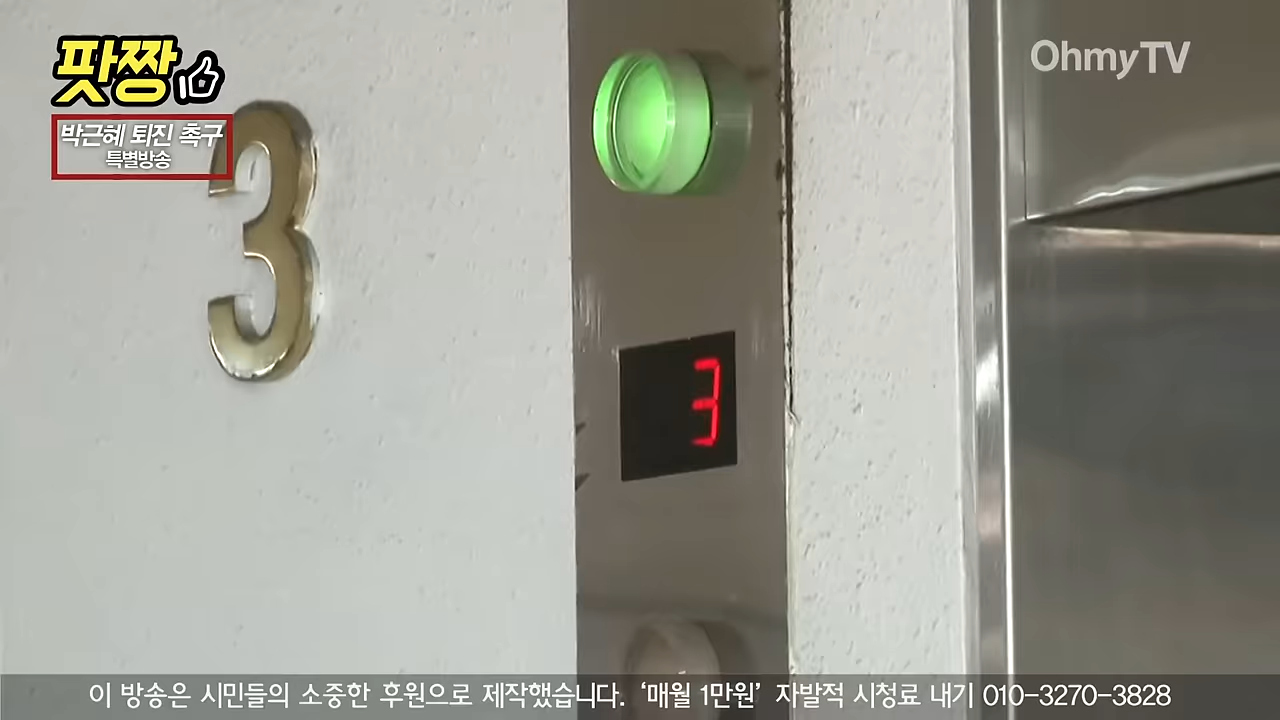 팟짱
박근혜 퇴진 촉구
특별방송
OhmyTV
3
3
이 방송은 시민들의 소중한 후원으로 제작했습니다. ‘매월 1만원’ 자발적 시청료 내기 010-3270-3828